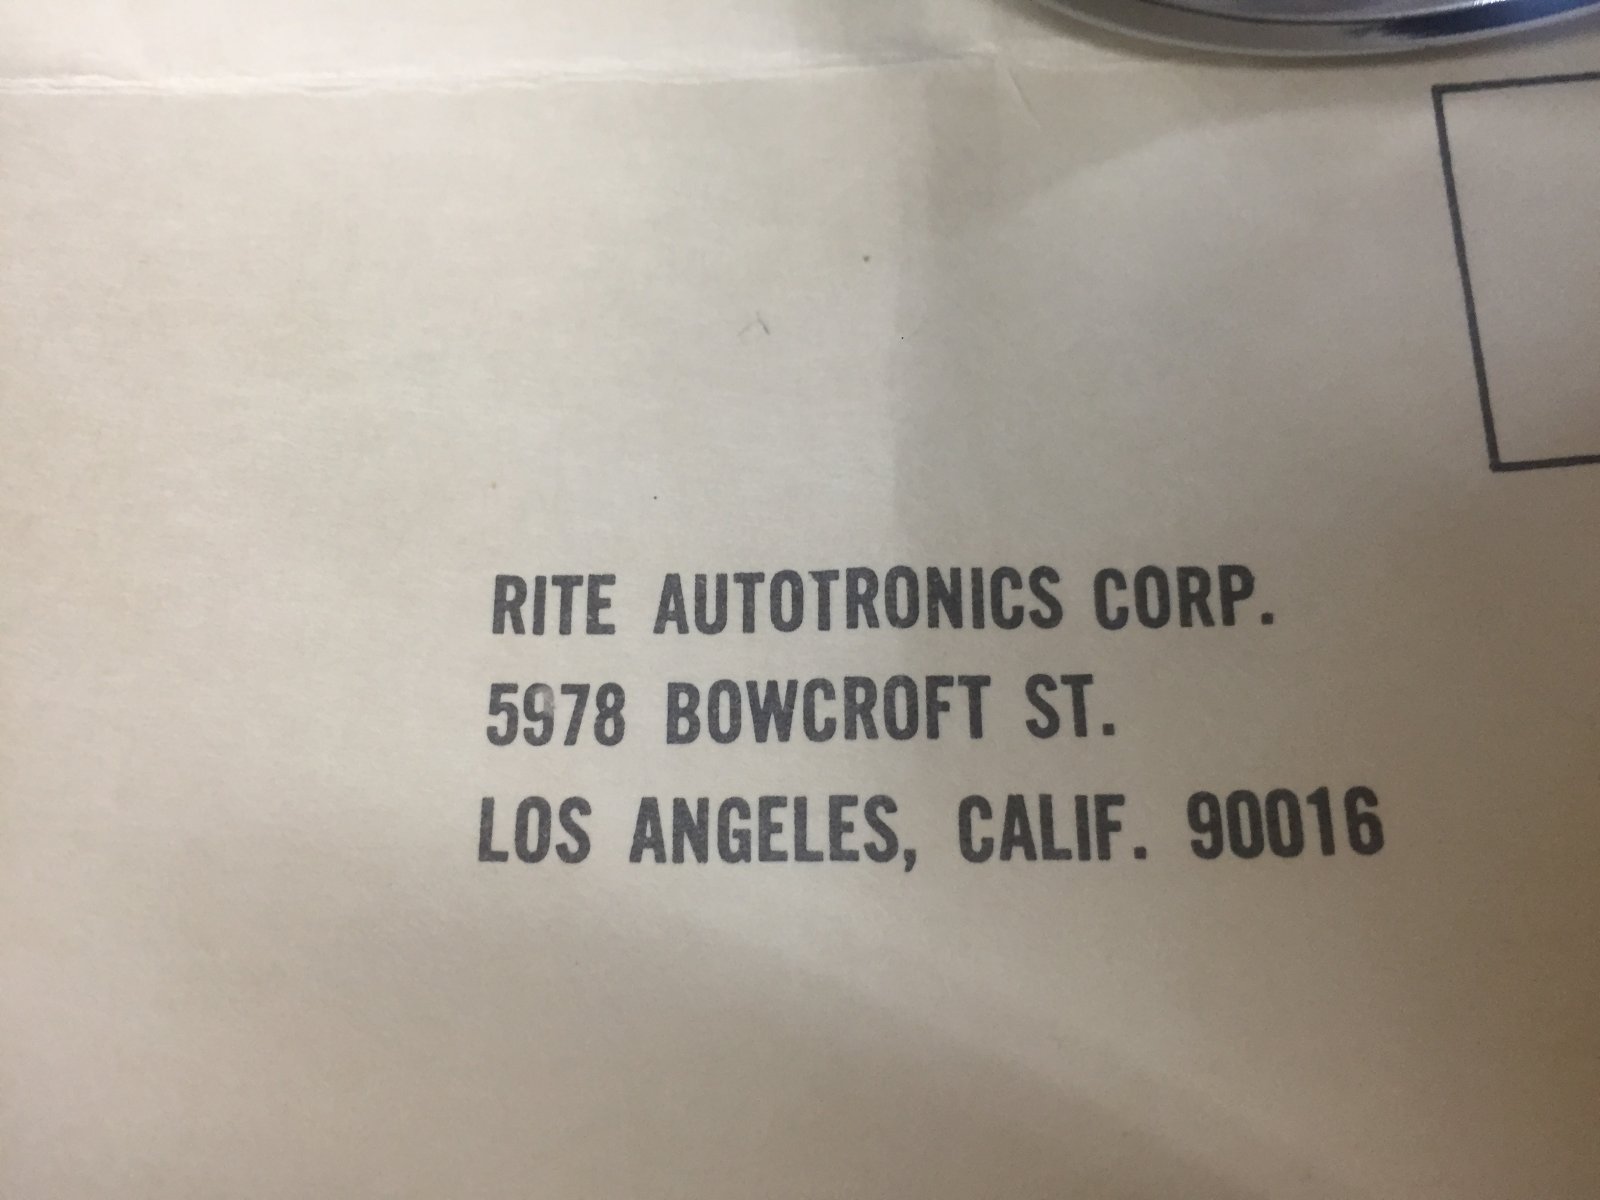 RITE AUTOTRONICS CORP.
5978 BOWCROFT ST.
LOS ANGELES, CALIF. 90016